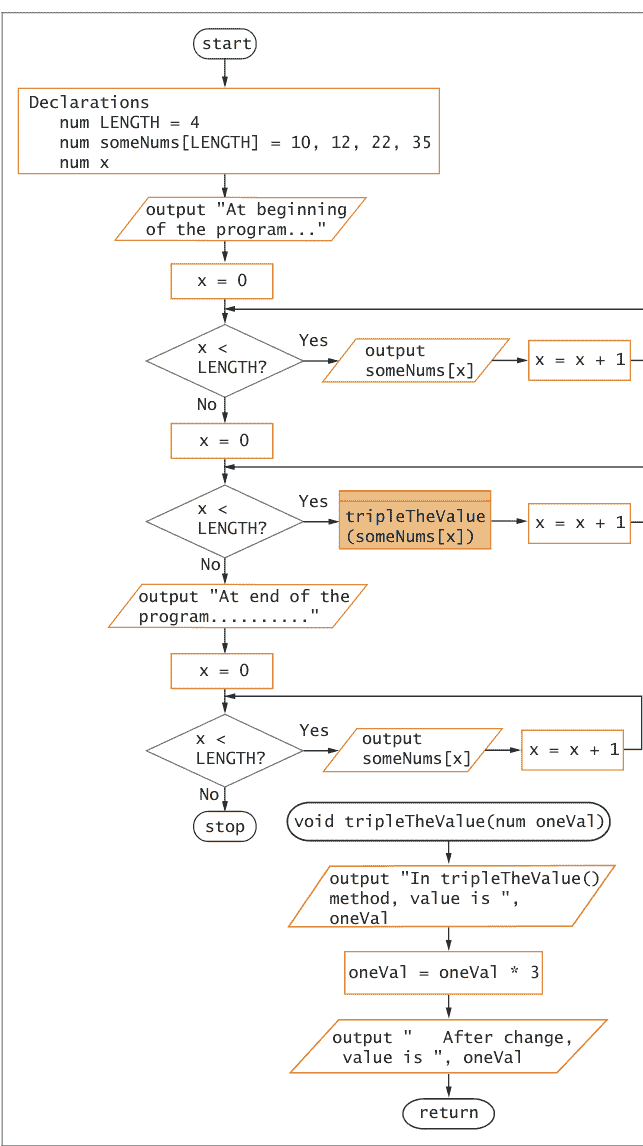 start
Declarations
num LENGTH = 4
num someNums[LENGTH] = 10, 12, 22, 35
num x
output "At beginning
of the program..."
x = 0
x <
LENGTH?
Yes
output
someNums[x]
x = x + 1
No
x = 0
x <
LENGTH?
Yes
tripleTheValue
(someNums[x])
x = x + 1
No
output "At end of the
program.........."
x = 0
x <
LENGTH?
Yes
output
someNums[x]
x = x + 1
No
stop
void tripleTheValue(num oneVal)
output "In tripleTheValue()
method, value is ",
oneVal
oneVal = oneVal * 3
output "   After change,
value is ", oneVal
return